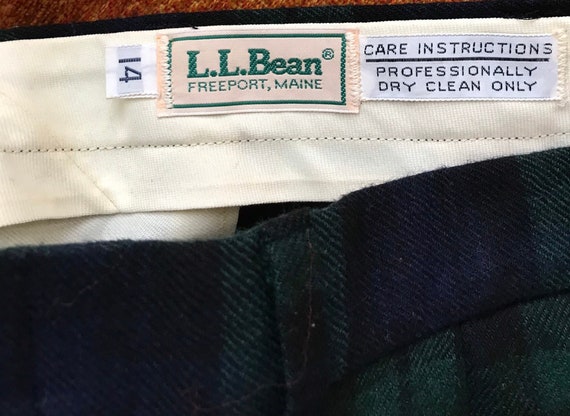 14
L.L.Bean®
FREEPORT, MAINE
CARE INSTRUCTIONS
PROFESSIONALLY
DRY CLEAN ONLY